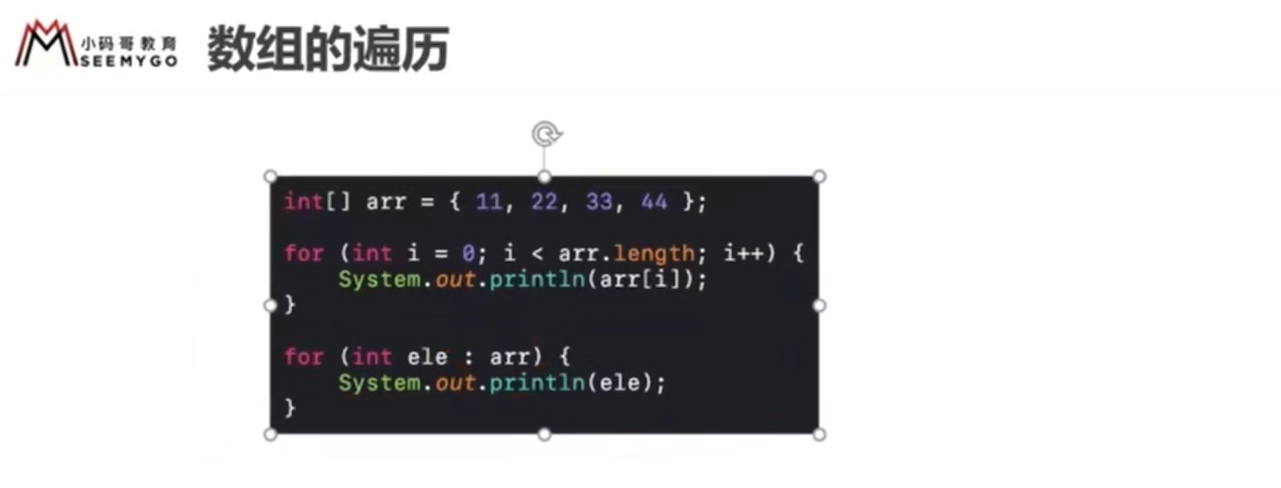 小码哥教育
SEEMYGO
数组的遍历
int[] arr = { 11, 22, 33, 44 };
for (int i = 0; i < arr.length; i++) {
    System.out.println(arr[i]);
}
for (int ele : arr) {
    System.out.println(ele);
}